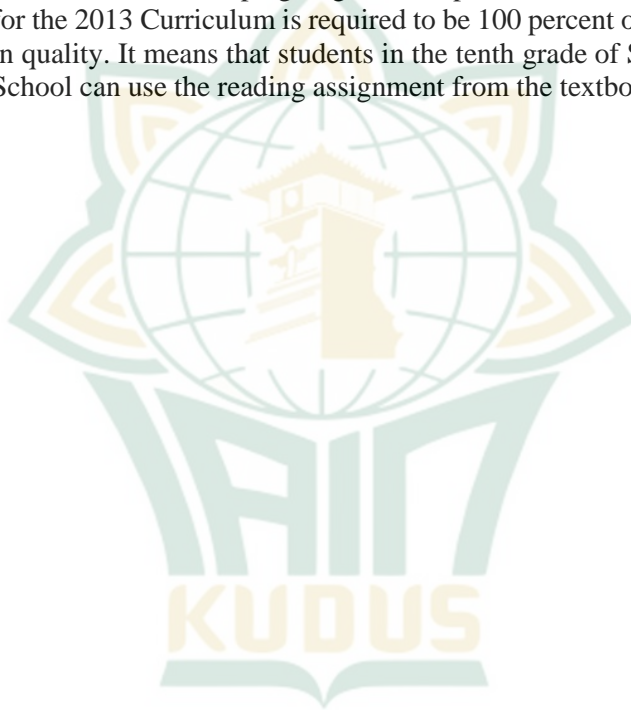 for the 2013 Curriculum is required to be 100 percent o
n quality. It means that students in the tenth grade of S
School can use the reading assignment from the textbo
IAIN
KUDUS